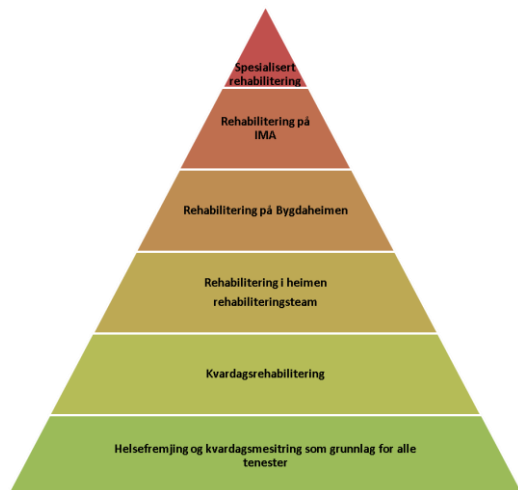 Spesialisert
rehabilitering
Rehabilitering på
IMA
Rehabilitering på Bygdaheimen
Rehabilitering i heimen
rehabiliteringsteam
Kvardagsrehabilitering
Helsefremjing og kvardagsmesitring som grunnlag for alle
tenester